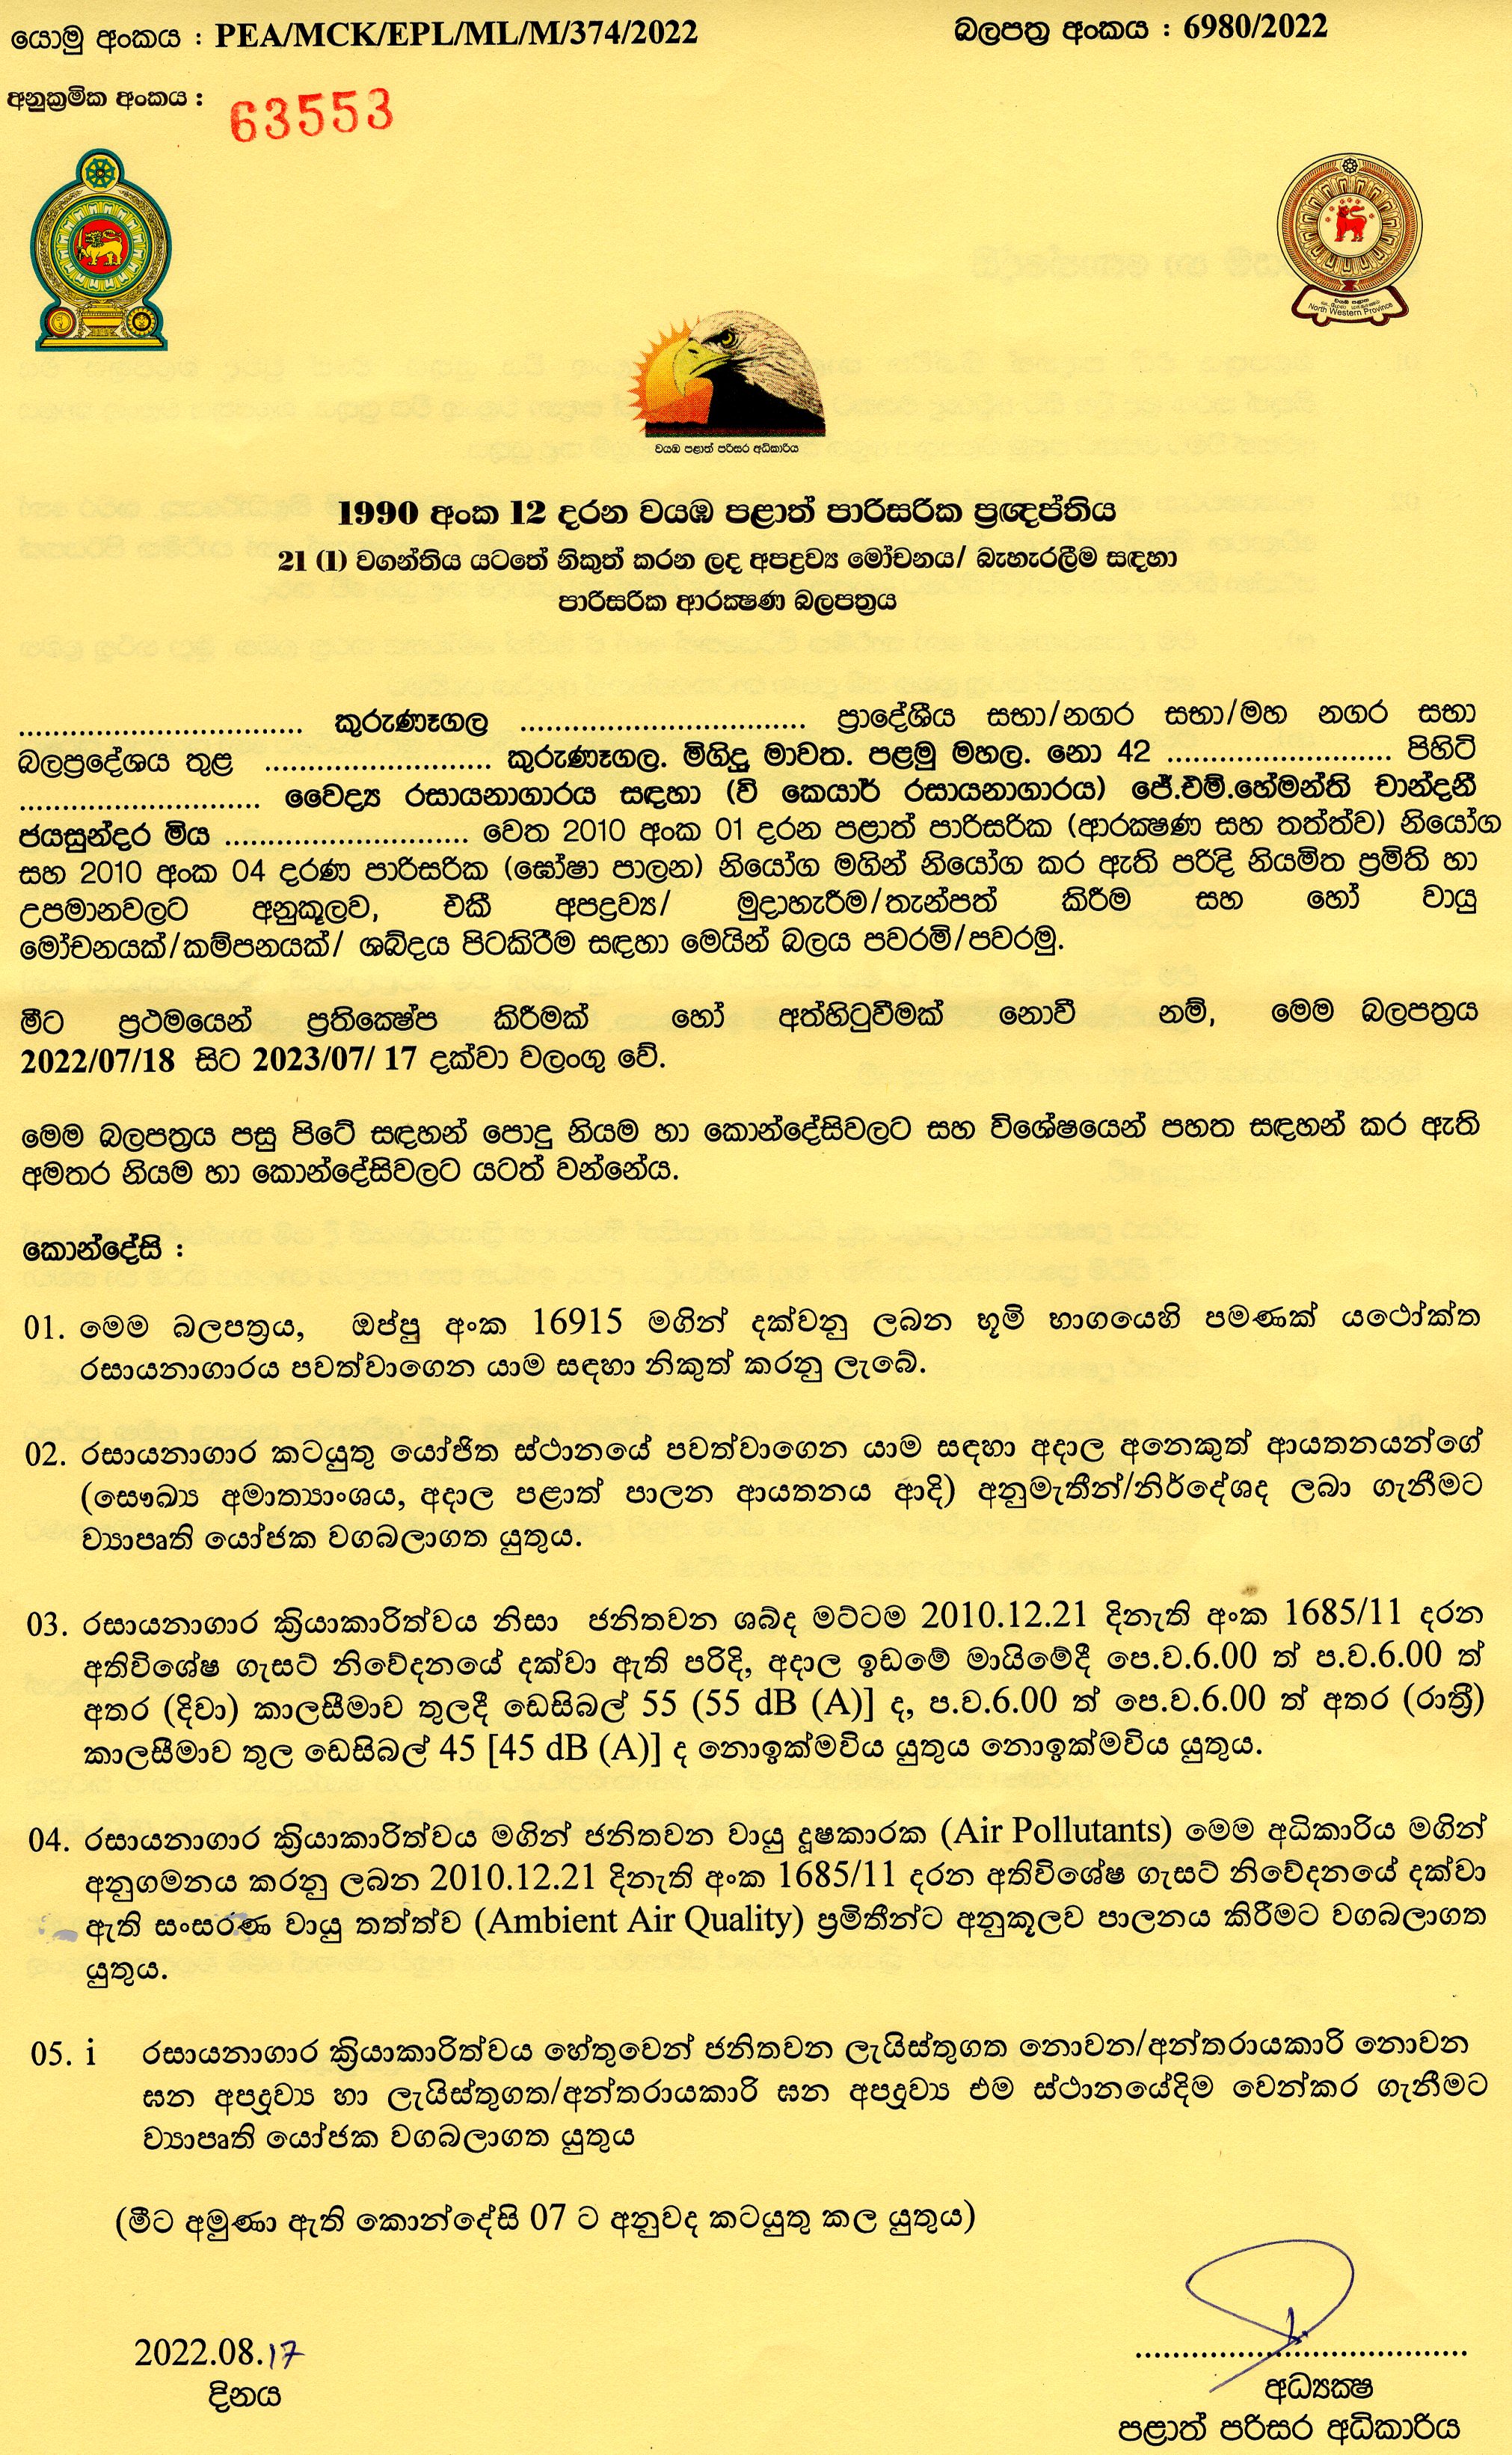 යොමු අංකය : PEA/MCK/EPL/ML/M/374/2022
බලපත්‍ර අංකය : 6980/2022
අනුක්‍රමික අංකය :
63553
වයඹ පළාත
North Western Province
වයඹ පළාත් පරිසර අධිකාරිය
1990 අංක 12 දරන වයඹ පළාත් පාරිසරික ප්‍රඥප්තිය
21 (1) වගන්තිය යටතේ නිකුත් කරන ලද අපද්‍රව්‍ය මෝචනය/ බැහැරලීම සඳහා
පාරිසරික ආරක්‍ෂණ බලපත්‍රය
.................................. කුරුණෑගල .................................. ප්‍රාදේශීය සභා/නගර සභා/මහ නගර සභා
බලප්‍රදේශය තුළ ........................... කුරුණෑගල. මිගිඳු මාවත. පළමු මහල. නො 42 ........................... පිහිටි
............................. වෛද්‍ය රසායනාගාරය සඳහා (වි කෙයාර් රසායනාගාරය) ජේ.එම්.හේමන්ති චාන්දනී
ජයසුන්දර මිය ............................. වෙත 2010 අංක 01 දරන පළාත් පාරිසරික (ආරක්‍ෂණ සහ තත්ත්ව) නියෝග
සහ 2010 අංක 04 දරණ පාරිසරික (ඝෝෂා පාලන) නියෝග මගින් නියෝග කර ඇති පරිදි නියමිත ප්‍රමිති හා
උපමානවලට අනුකූලව, එකී අපද්‍රව්‍ය/ මුදාහැරීම/තැන්පත් කිරීම සහ හෝ වායු
මෝචනයක්/කම්පනයක්/ ශබ්දය පිටකිරීම සඳහා මෙයින් බලය පවරමි/පවරමු.
මීට ප්‍රථමයෙන් ප්‍රතික්‍ෂේප කිරීමක් හෝ අත්හිටුවීමක් නොවී නම්, මෙම බලපත්‍රය
2022/07/18 සිට 2023/07/ 17 දක්වා වලංගු වේ.
මෙම බලපත්‍රය පසු පිටේ සඳහන් පොදු නියම හා කොන්දේසිවලට සහ විශේෂයෙන් පහත සඳහන් කර ඇති
අමතර නියම හා කොන්දේසිවලට යටත් වන්නේය.
කොන්දේසි :
01. මෙම බලපත්‍රය, ඔප්පු අංක 16915 මගින් දක්වනු ලබන භූමි භාගයෙහි පමණක් යථෝක්ත
රසායනාගාරය පවත්වාගෙන යාම සඳහා නිකුත් කරනු ලැබේ.
02. රසායනාගාර කටයුතු යෝජිත ස්ථානයේ පවත්වාගෙන යාම සඳහා අදාල අනෙකුත් ආයතනයන්ගේ
(සෞඛ්‍ය අමාත්‍යාංශය, අදාල පළාත් පාලන ආයතනය ආදි) අනුමැතීන්/නිර්දේශද ලබා ගැනීමට
ව්‍යාපෘති යෝජක වගබලාගත යුතුය.
03. රසායනාගාර ක්‍රියාකාරිත්වය නිසා ජනිතවන ශබ්ද මට්ටම 2010.12.21 දිනැති අංක 1685/11 දරන
අතිවිශේෂ ගැසට් නිවේදනයේ දක්වා ඇති පරිදි, අදාල ඉඩමේ මායිමේදී පෙ.ව.6.00 ත් ප.ව.6.00 ත්
අතර (දිවා) කාලසීමාව තුලදී ඩෙසිබල් 55 (55 dB (A)] ද, ප.ව.6.00 ත් පෙ.ව.6.00 ත් අතර (රාත්‍රී)
කාලසීමාව තුල ඩෙසිබල් 45 [45 dB (A)] ද නොඉක්මවිය යුතුය නොඉක්මවිය යුතුය.
04. රසායනාගාර ක්‍රියාකාරිත්වය මගින් ජනිතවන වායු දූෂකාරක (Air Pollutants) මෙම අධිකාරිය මගින්
අනුගමනය කරනු ලබන 2010.12.21 දිනැති අංක 1685/11 දරන අතිවිශේෂ ගැසට් නිවේදනයේ දක්වා
ඇති සංසරණ වායු තත්ත්ව (Ambient Air Quality) ප්‍රමිතීන්ට අනුකූලව පාලනය කිරීමට වගබලාගත
යුතුය.
05. i රසායනාගාර ක්‍රියාකාරිත්වය හේතුවෙන් ජනිතවන ලැයිස්තුගත නොවන/අන්තරායකාරි නොවන
ඝන අපද්‍රව්‍ය හා ලැයිස්තුගත/අන්තරායකාරි ඝන අපද්‍රව්‍ය එම ස්ථානයේදිම වෙන්කර ගැනීමට
ව්‍යාපෘති යෝජක වගබලාගත යුතුය
(මීට අමුණා ඇති කොන්දේසි 07 ට අනුවද කටයුතු කල යුතුය)
2022.08.17
දිනය
....................................
අධ්‍යක්‍ෂ
පළාත් පරිසර අධිකාරිය